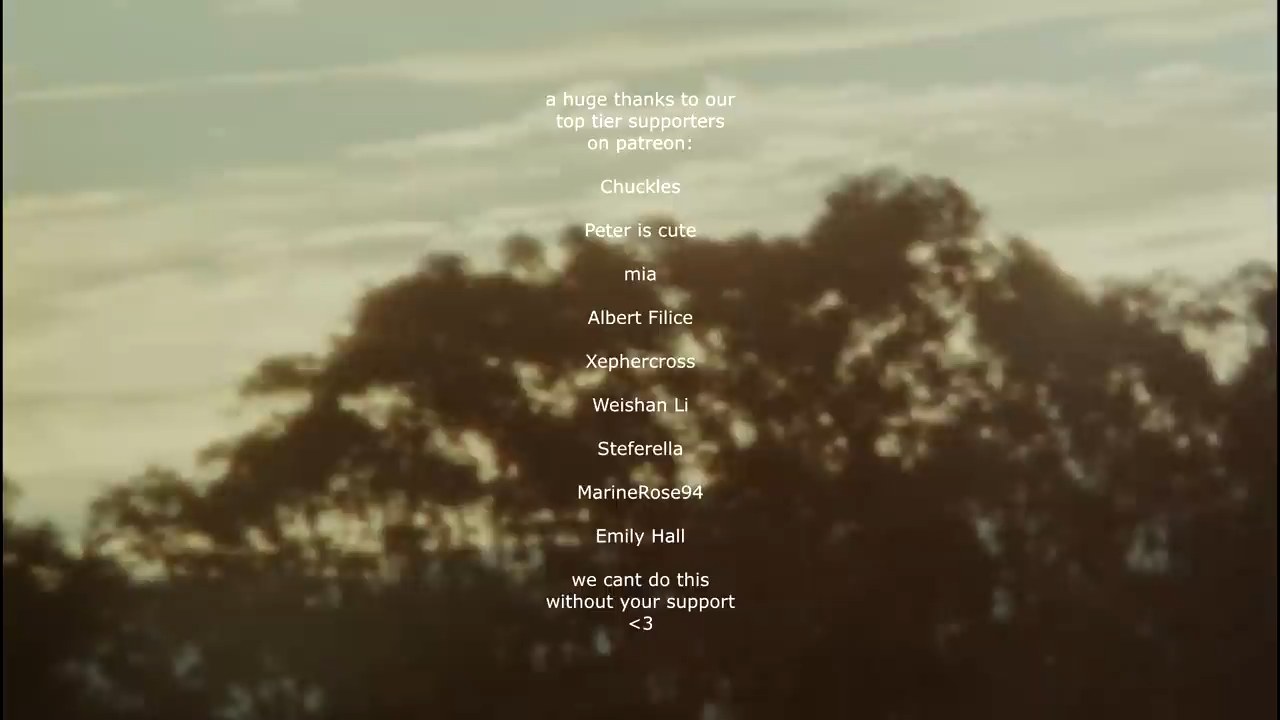 a huge thanks to our
top tier supporters
on patreon:
Chuckles
Peter is cute
mia
Albert Filice
Xephercross
Weishan Li
Steferella
MarineRose94
Emily Hall
we cant do this
without your support
<3